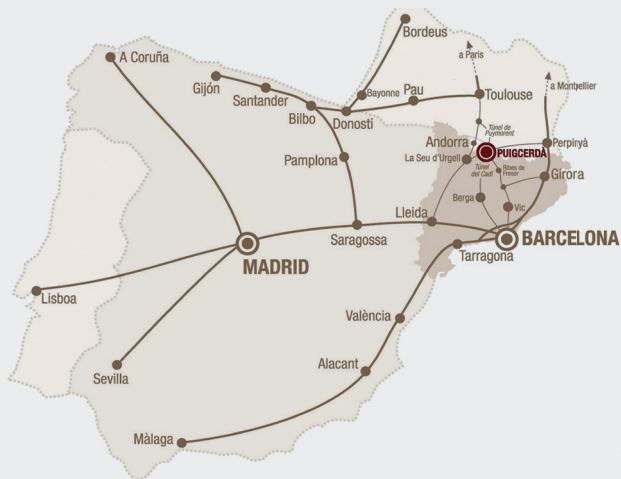 A Coruña
Gijón
Santander
Bilbo
Donosti
Bayonne
Bordeus
Pau
a Paris
Toulouse
a Montpellier
Túnel de
Puymorent
Andorra
PUIGCERDÀ
Perpinyà
La Seu d'Urgell
Túnel
del Cadí
Ribes de
Freser
Girora
Pamplona
Berga
Vic
Lleida
Saragossa
BARCELONA
MADRID
Tarragona
Lisboa
València
Alacant
Sevilla
Màlaga